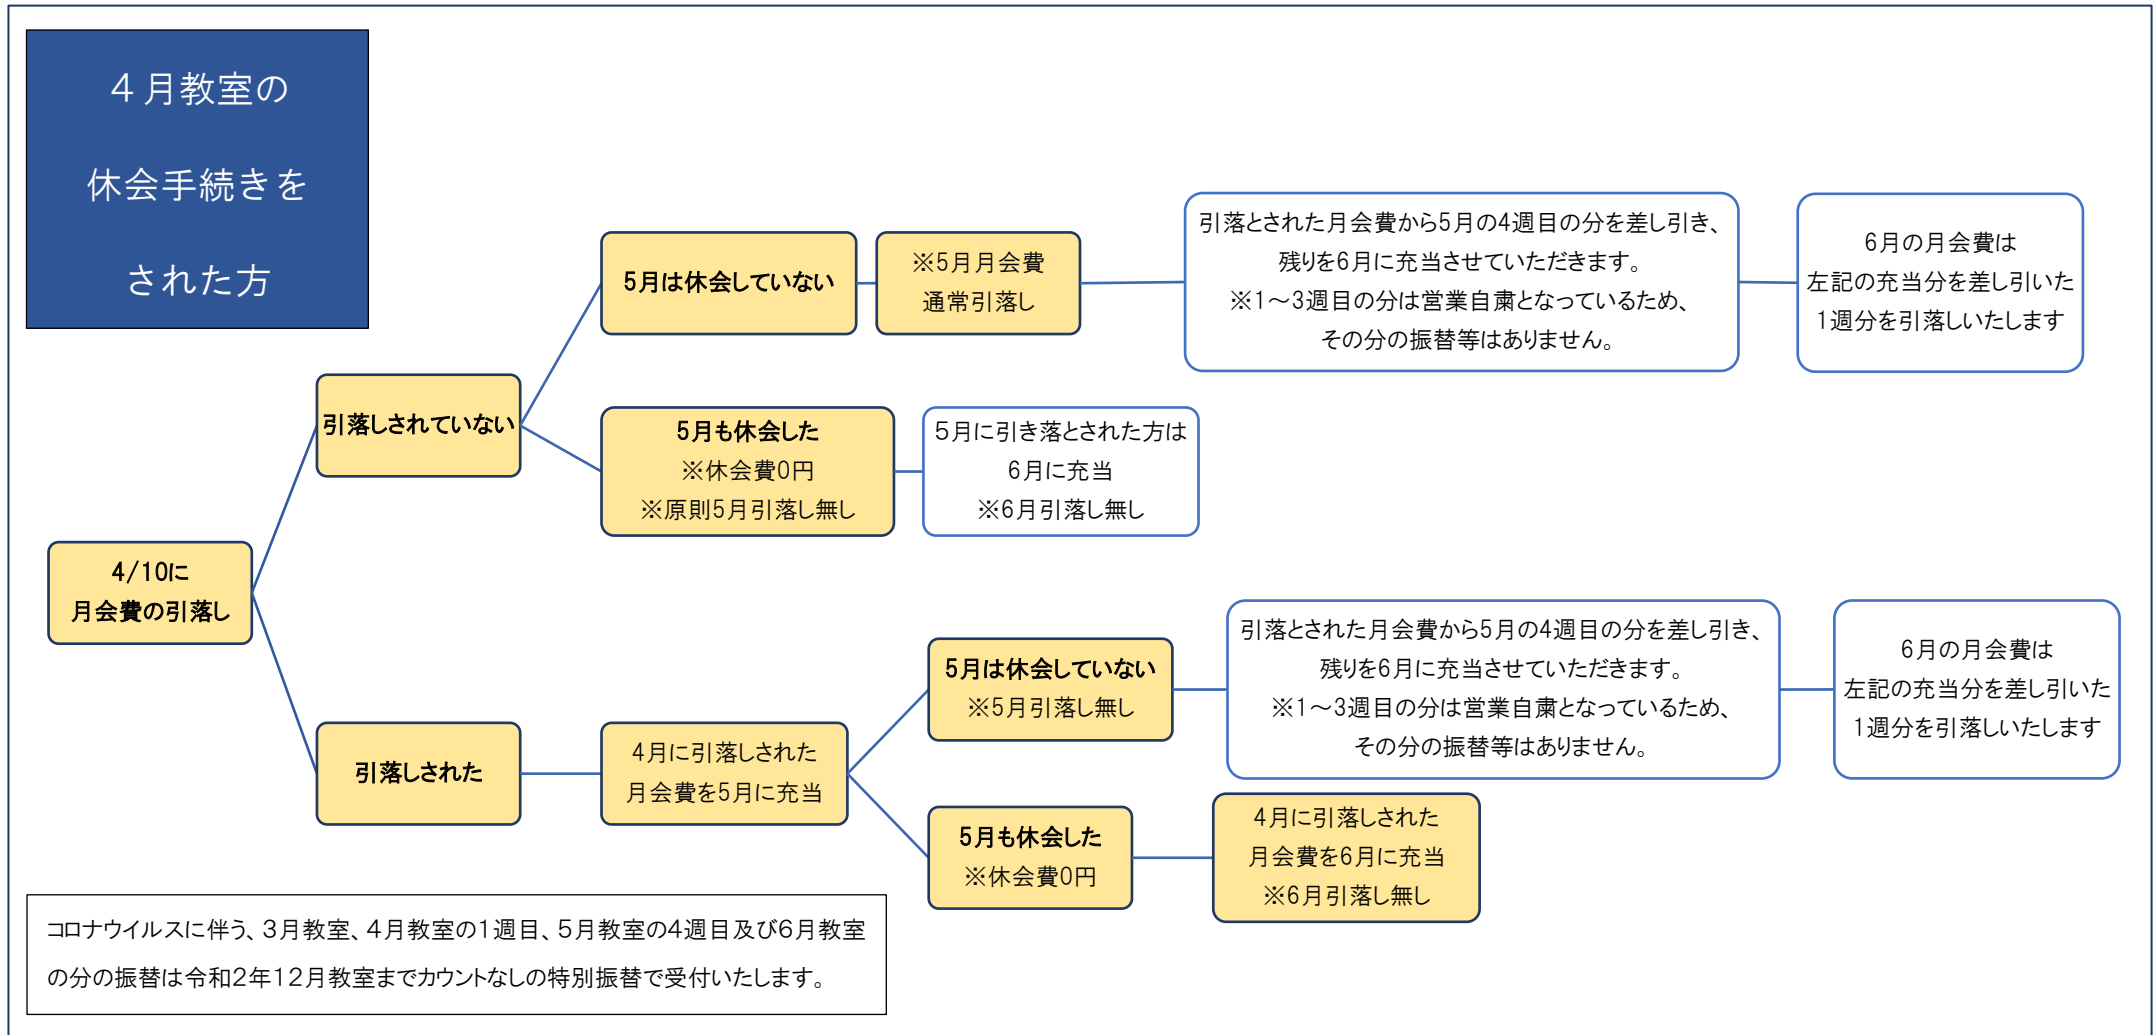 ４月教室の
休会手続きを
された方
5月は休会していない
※5月月会費
通常引落し
引落とされた月会費から5月の4週目の分を差し引き、
残りを6月に充当させていただきます。
※1～3週目の分は営業自粛となっているため、
その分の振替等はありません。
6月の月会費は
左記の充当分を差し引いた
1週分を引落しいたします
引落しされていない
5月も休会した
※休会費0円
※原則5月引落し無し
5月に引き落とされた方は
6月に充当
※6月引落し無し
4/10に
月会費の引落し
引落しされた
4月に引落しされた
月会費を5月に充当
5月は休会していない
※5月引落し無し
引落とされた月会費から5月の4週目の分を差し引き、
残りを6月に充当させていただきます。
※1～3週目の分は営業自粛となっているため、
その分の振替等はありません。
6月の月会費は
左記の充当分を差し引いた
1週分を引落しいたします
5月も休会した
※休会費0円
4月に引落しされた
月会費を6月に充当
※6月引落し無し
コロナウイルスに伴う、3月教室、4月教室の1週目、5月教室の4週目及び6月教室
の分の振替は令和2年12月教室までカウントなしの特別振替で受付いたします。